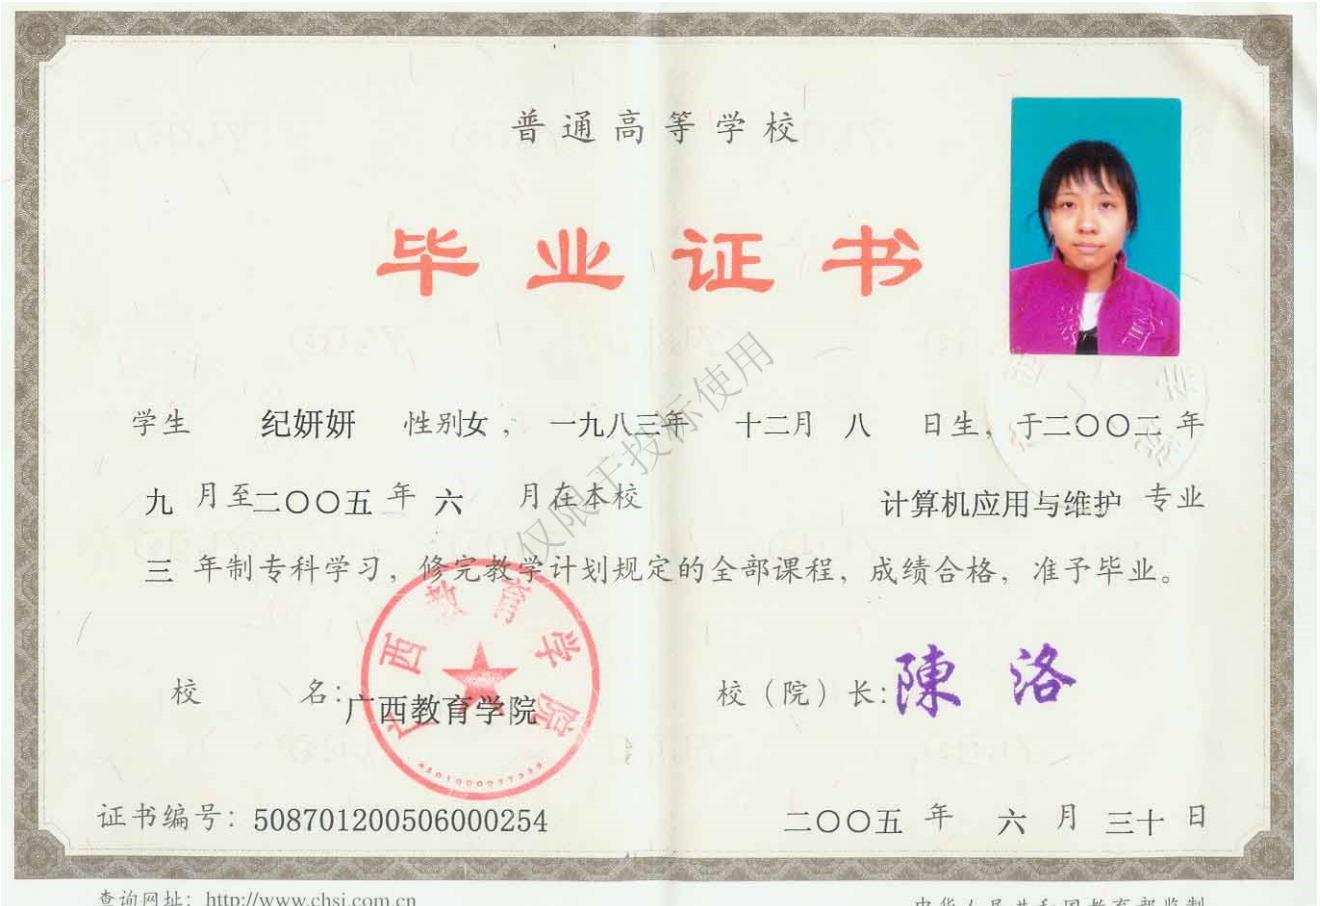 普通高等学校
毕业证书
学生 纪妍妍 性别女，一九八三年 十二月 八 日生，于二〇〇二年
九 月至二〇〇五年 六 月在本校 计算机应用与维护 专业
三 年制专科学习，修完教学计划规定的全部课程，成绩合格，准予毕业。
校 名：广西教育学院 校（院）长：陳洛
广西教育学院
证书编号：508701200506000254 二〇〇五年 六 月 三十 日
查询网址：http://www.chsi.com.cn 中华人民共和国教育部监制
仅限于投标使用